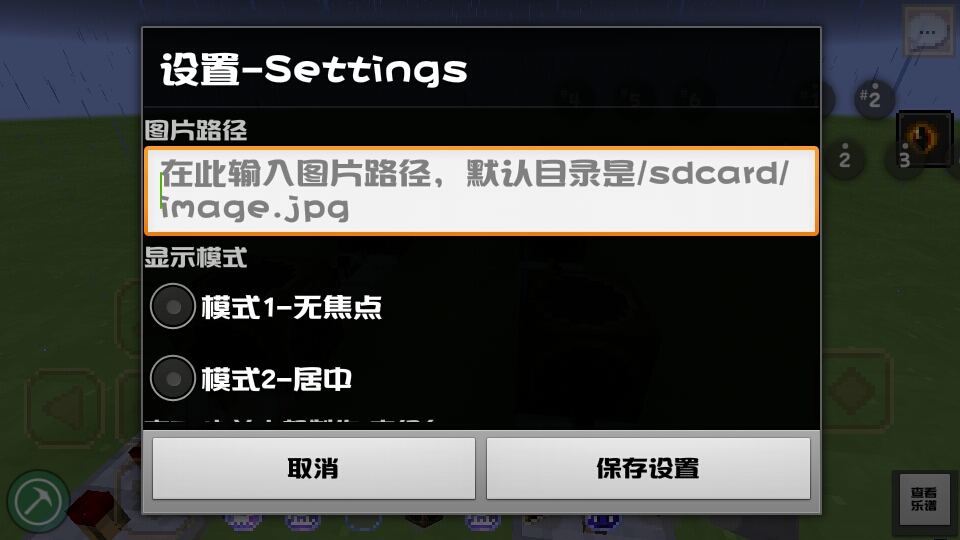 设置-Settings
#2
图片路径
在此输入图片路径，默认目录是/sdcard/
image.jpg
2
3
显示模式
模式1-无焦点
模式2-居中
取消
保存设置
查看
乐谱